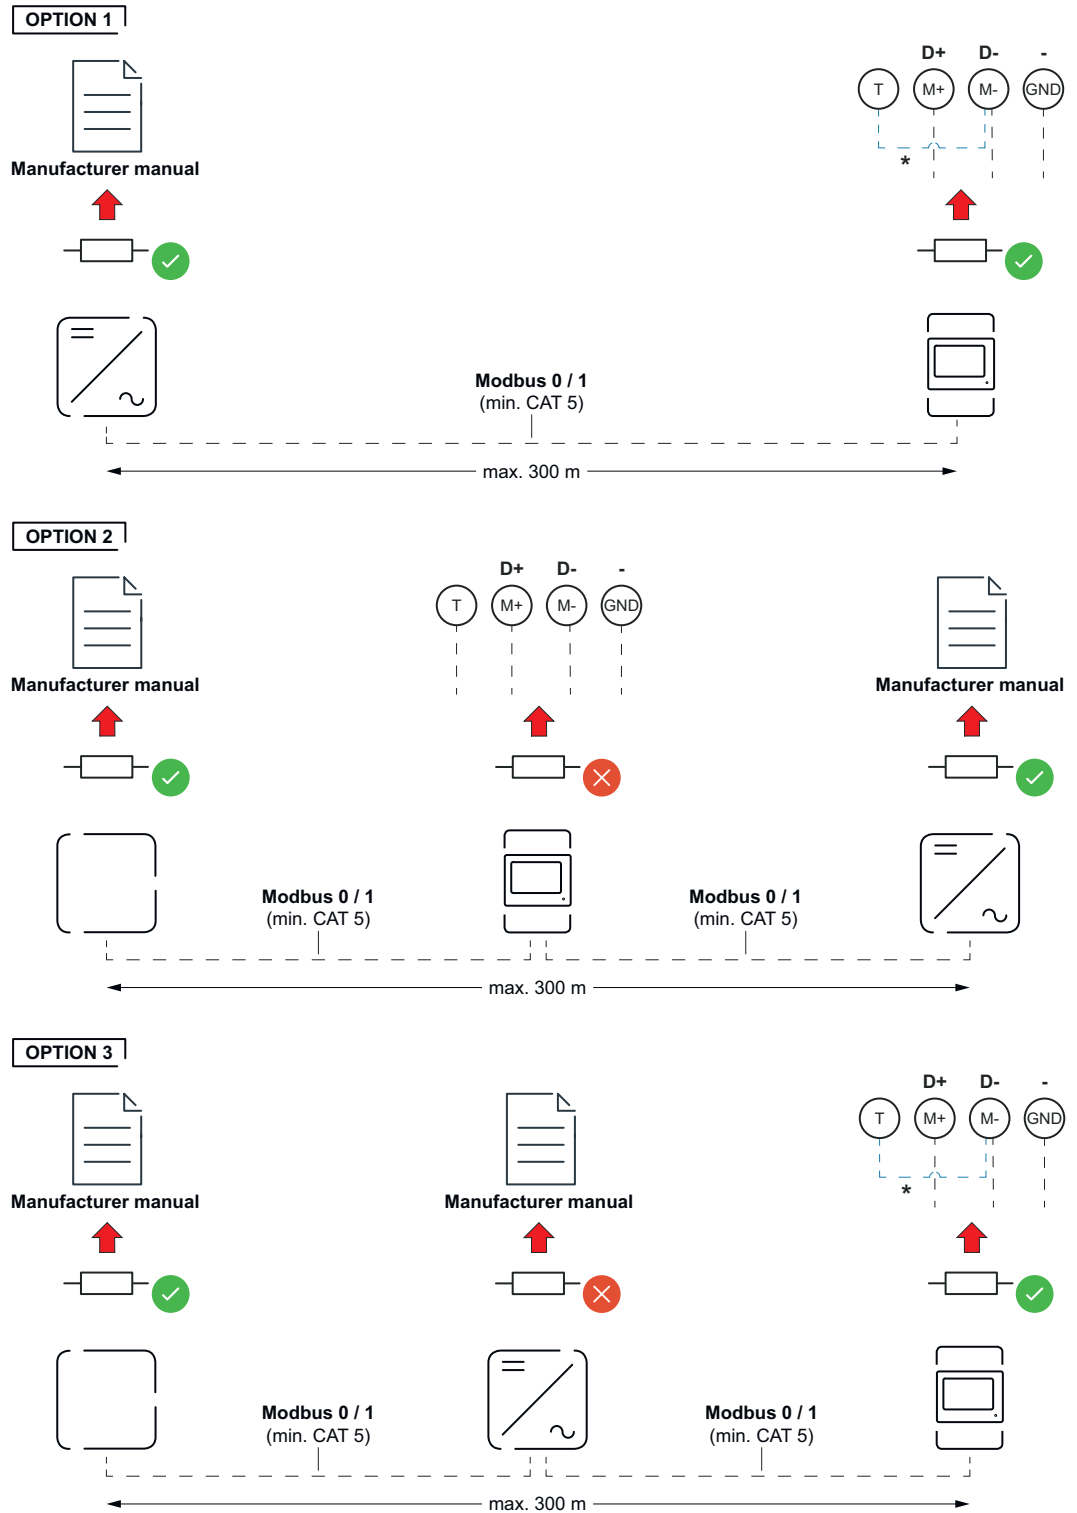 OPTION 1
D+ D- -
T M+ M- GND
*
Manufacturer manual
Modbus 0 / 1
(min. CAT 5)
max. 300 m
OPTION 2
D+ D- -
T M+ M- GND
Manufacturer manual
Manufacturer manual
Modbus 0 / 1
(min. CAT 5)
Modbus 0 / 1
(min. CAT 5)
max. 300 m
OPTION 3
D+ D- -
T M+ M- GND
*
Manufacturer manual
Manufacturer manual
Modbus 0 / 1
(min. CAT 5)
Modbus 0 / 1
(min. CAT 5)
max. 300 m